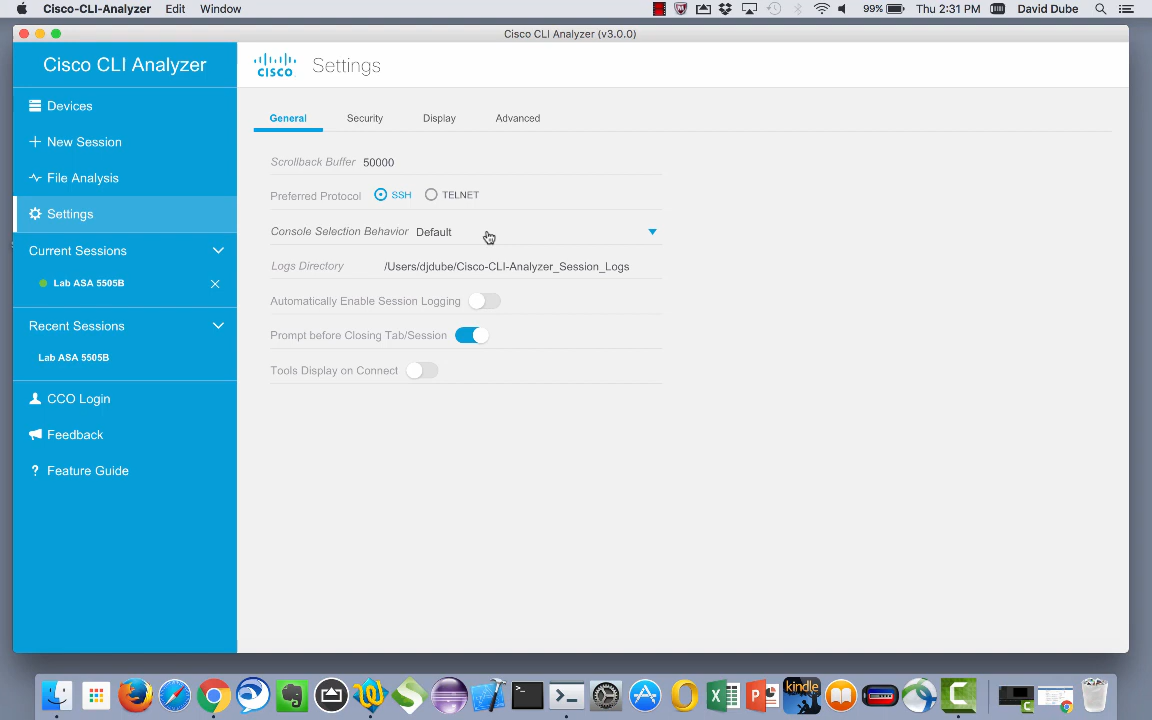 Cisco-CLI-Analyzer Edit Window 99% Thu 2:31 PM David Dube
Cisco CLI Analyzer (v3.0.0)
Cisco CLI Analyzer
CISCO Settings
Devices
New Session
File Analysis
Settings
Current Sessions
Lab ASA 5505B
Recent Sessions
Lab ASA 5505B
CCO Login
Feedback
? Feature Guide
General Security Display Advanced
Scrollback Buffer 50000
Preferred Protocol SSH TELNET
Console Selection Behavior Default
Logs Directory /Users/djdube/Cisco-CLI-Analyzer_Session_Logs
Automatically Enable Session Logging
Prompt before Closing Tab/Session
Tools Display on Connect
kindle